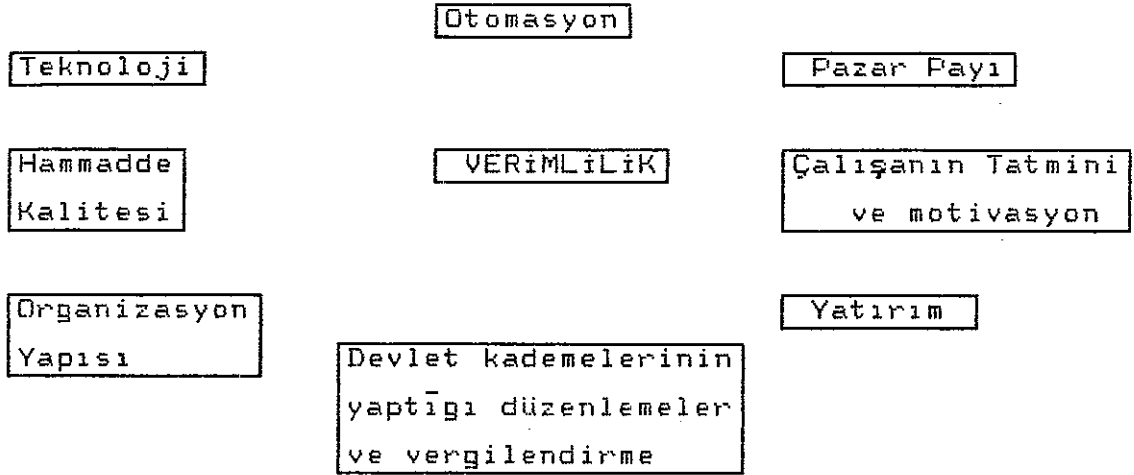 Otomasyon
Teknoloji
Pazar Payı
Hammadde
Kalitesi
VERİMLİLİK
Çalışanın Tatmini
ve motivasyon
Organizasyon
Yapısı
Yatırım
Devlet kademelerinin
yaptığı düzenlemeler
ve vergilendirme